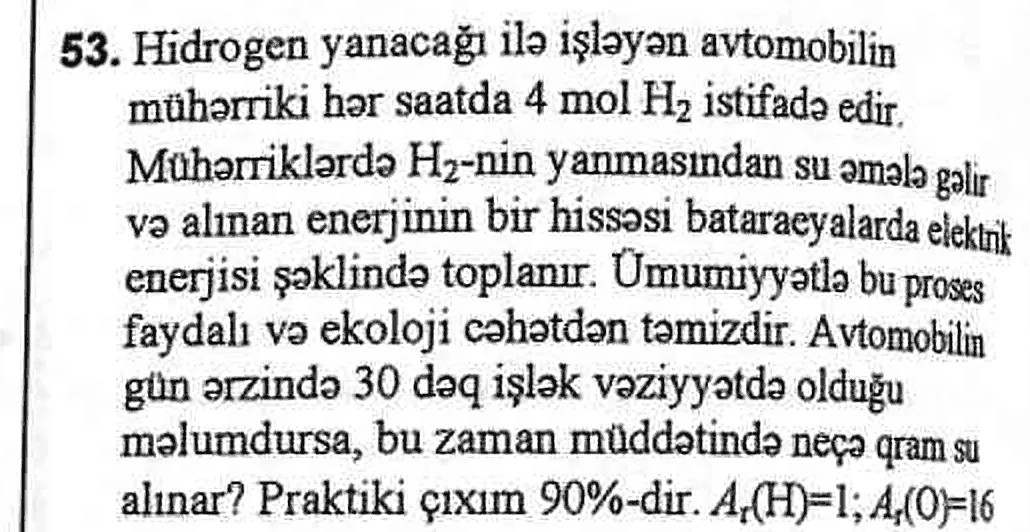 53. Hidrogen yanacağı ilə işləyən avtomobilin
mühərriki hər saatda 4 mol H₂ istifadə edir.
Mühərriklərdə H₂-nin yanmasından su əmələ gəlir
və alınan enerjinin bir hissəsi bataraeyalarda elektrik
enerjisi şəklində toplanır. Ümumiyyətlə bu proses
faydalı və ekoloji cəhətdən təmizdir. Avtomobilin
gün ərzində 30 dəq işlək vəziyyətdə olduğu
məlumdursa, bu zaman müddətində neçə qram su
alınar? Praktiki çıxım 90%-dir. Aᵣ(H)=1; Aᵣ(O)=16